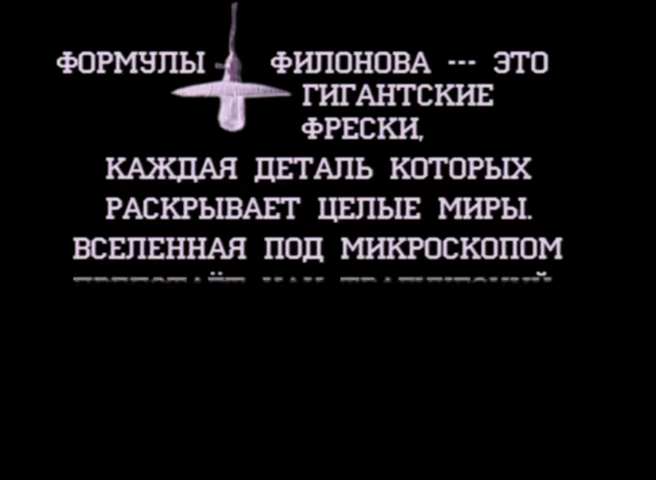 ФОРМУЛЫ ФИЛОНОВА --- ЭТО
ГИГАНТСКИЕ
ФРЕСКИ,
КАЖДАЯ ДЕТАЛЬ КОТОРЫХ
РАСКРЫВАЕТ ЦЕЛЫЕ МИРЫ.
ВСЕЛЕННАЯ ПОД МИКРОСКОПОМ